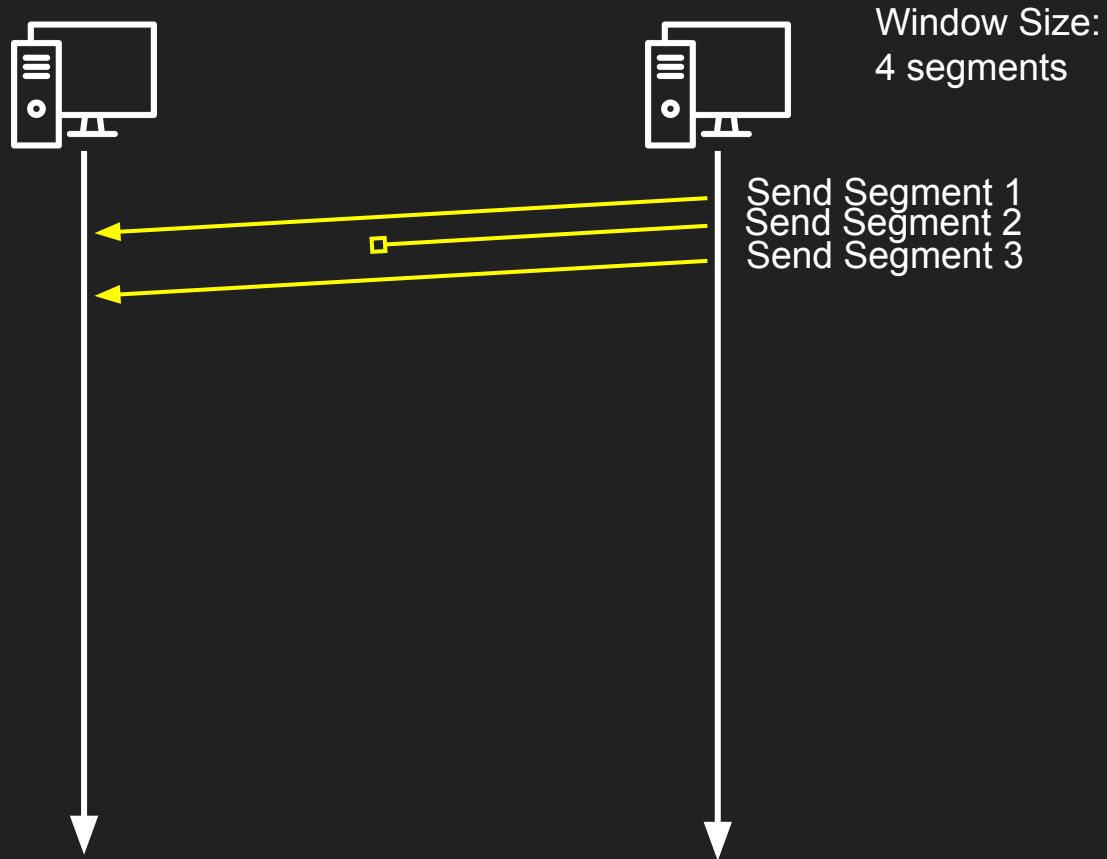 Window Size:
4 segments
Send Segment 1
Send Segment 2
Send Segment 3